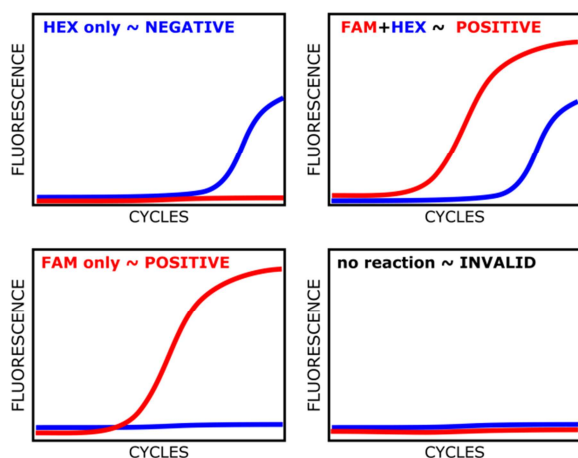 HEX only ~ NEGATIVE
FLUORESCENCE
CYCLES
FAM+HEX ~ POSITIVE
FLUORESCENCE
CYCLES
FAM only ~ POSITIVE
FLUORESCENCE
CYCLES
no reaction ~ INVALID
FLUORESCENCE
CYCLES